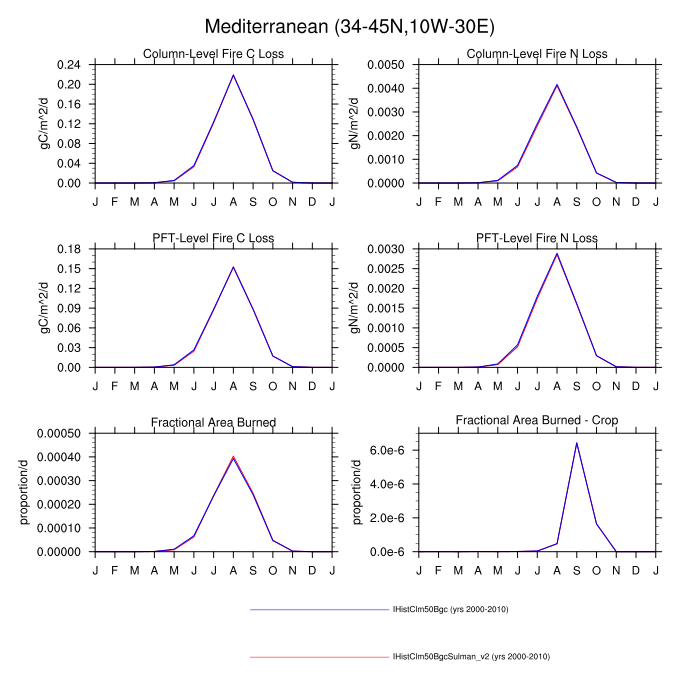 Mediterranean (34-45N,10W-30E)
Column-Level Fire C Loss
gC/m^2/d
0.24
0.20
0.16
0.12
0.08
0.04
0.00
J F M A M J J A S O N D J
Column-Level Fire N Loss
gN/m^2/d
0.0050
0.0040
0.0030
0.0020
0.0010
0.0000
J F M A M J J A S O N D J
PFT-Level Fire C Loss
gC/m^2/d
0.18
0.15
0.12
0.09
0.06
0.03
0.00
J F M A M J J A S O N D J
PFT-Level Fire N Loss
gN/m^2/d
0.0030
0.0025
0.0020
0.0015
0.0010
0.0005
0.0000
J F M A M J J A S O N D J
Fractional Area Burned
proportion/d
0.00050
0.00040
0.00030
0.00020
0.00010
0.00000
J F M A M J J A S O N D J
Fractional Area Burned - Crop
proportion/d
6.0e-6
4.0e-6
2.0e-6
0.0e-6
J F M A M J J A S O N D J
IHistClm50Bgc (yrs 2000-2010)
IHistClm50BgcSulman_v2 (yrs 2000-2010)